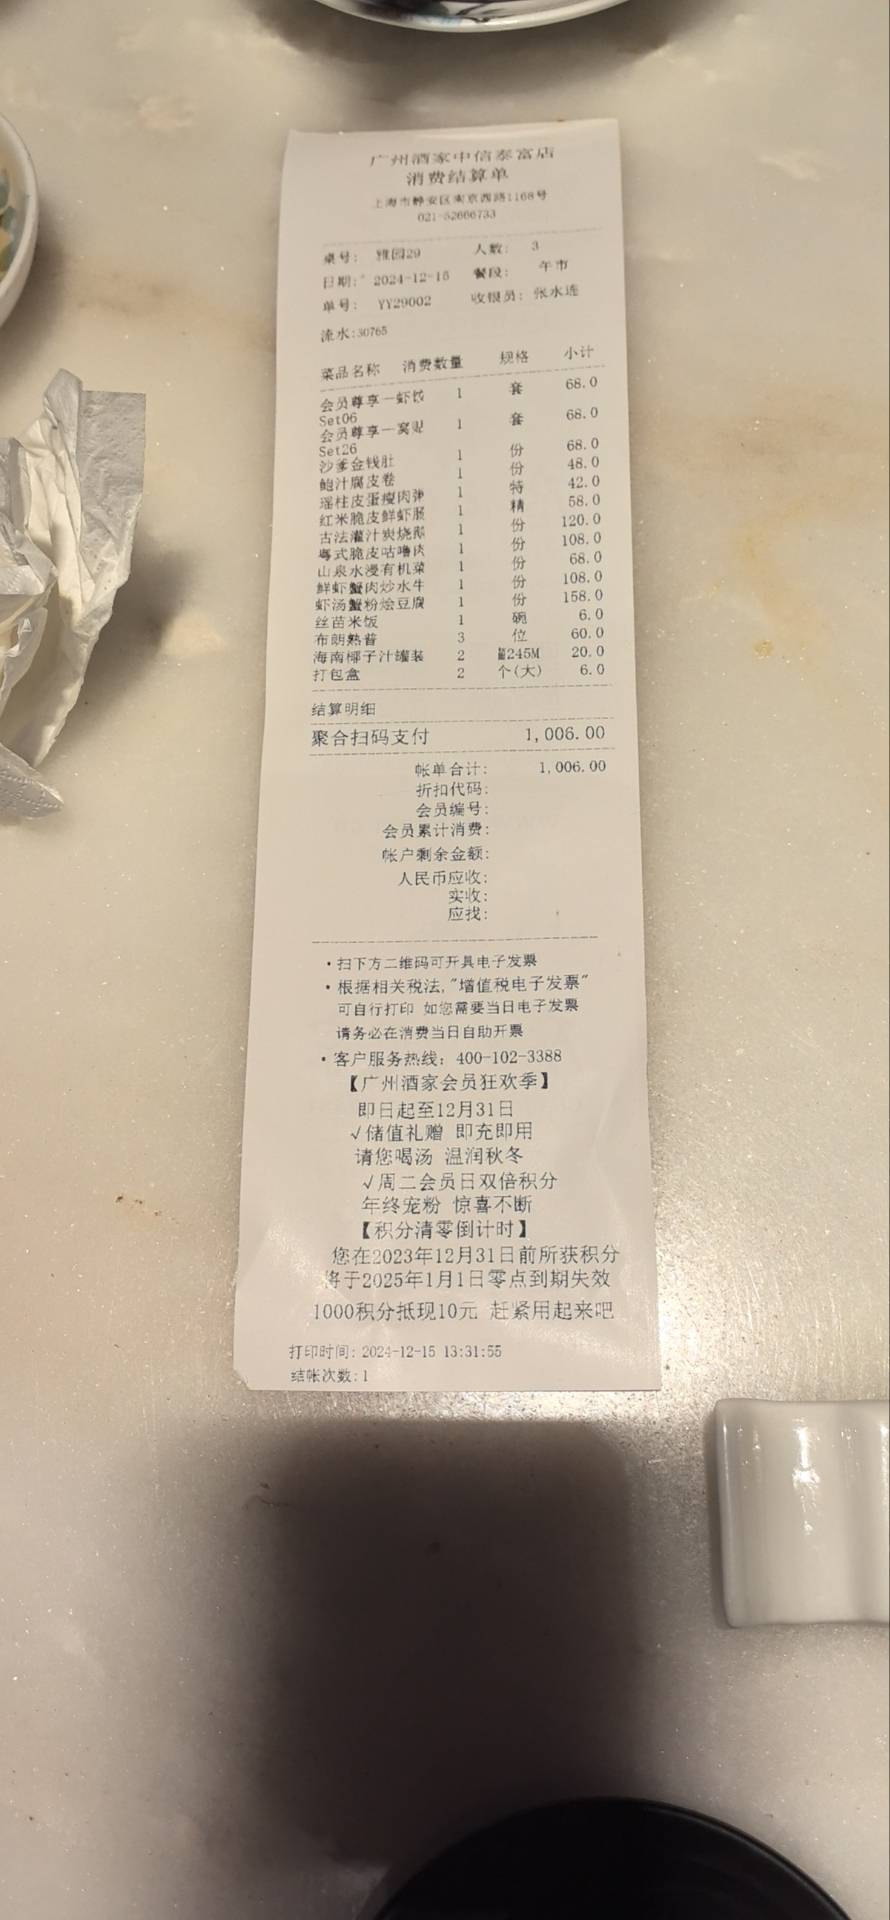 广州酒家中信泰富店
消费结算单
上海市静安区南京西路1168号
021-52666733
桌号: 雅园29 人数: 3
日期: 2024-12-15 餐段: 午市
单号: YY29002 收银员: 张水连
流水:30765
菜品名称 消费数量 规格 小计
会员尊享一虾饺 1 套 68.0
Set06
会员尊享一窝贴 1 套 68.0
Set26
沙爹金钱肚 1 份 68.0
鲍汁腐皮卷 1 份 48.0
瑶柱皮蛋瘦肉粥 1 特 42.0
红米脆皮鲜虾肠 1 精 58.0
古法灌汁炭烧 1 份 120.0
粤式脆皮咕噜肉 1 份 108.0
山泉水浸有机菜 1 份 68.0
鲜虾蟹肉炒水牛 1 份 108.0
虾汤蟹粉烩豆腐 1 份 158.0
丝苗米饭 1 碗 6.0
布朗熟普 3 位 60.0
海南椰子汁罐装 2 245M 20.0
打包盒 2 个(大) 6.0
结算明细
聚合扫码支付 1,006.00
帐单合计: 1,006.00
折扣代码:
会员编号:
会员累计消费:
帐户剩余金额:
人民币应收:
实收:
应找:
·扫下方二维码可开具电子发票
·根据相关税法,"增值税电子发票"
可自行打印 如您需要当日电子发票
请务必在消费当日自助开票
·客户服务热线: 400-102-3388
【广州酒家会员狂欢季】
即日起至12月31日
√储值礼赠 即充即用
请您喝汤 温润秋冬
√周二会员日双倍积分
年终宠粉 惊喜不断
【积分清零倒计时】
您在2023年12月31日前所获积分
将于2025年1月1日零点到期失效
1000积分抵现10元 赶紧用起来吧
打印时间: 2024-12-15 13:31:55
结帐次数:1